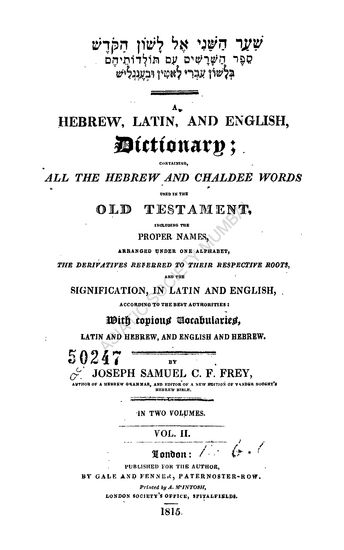 שַׁעַר הַשֵּׁנִי אֶל לְשׁוֹן הַקֹּדֶשׁ
סֵפֶר הַשָּׁרָשִׁים עִם תּוֹלְדוֹתֵיהֶם
בִּלְשׁוֹן עִבְרִי לַאטִין וּבְעֶנְגְלִישׁ
A
HEBREW, LATIN, AND ENGLISH,
Dictionary;
CONTAINING,
ALL THE HEBREW AND CHALDEE WORDS
USED IN THE
OLD TESTAMENT,
INCLUDING THE
PROPER NAMES,
ARRANGED UNDER ONE ALPHABET,
THE DERIVATIVES REFERRED TO THEIR RESPECTIVE ROOTS,
AND THE
SIGNIFICATION, IN LATIN AND ENGLISH,
ACCORDING TO THE BEST AUTHORITIES:
With copious Vocabularies,
LATIN AND HEBREW, AND ENGLISH AND HEBREW.
50247
BY
JOSEPH SAMUEL C. F. FREY,
AUTHOR OF A HEBREW GRAMMAR, AND EDITOR OF A NEW EDITION OF VANDER HOOGHT'S
HEBREW BIBLE.
IN TWO VOLUMES.
VOL. II.
London:
PUBLISHED FOR THE AUTHOR,
BY GALE AND FENNER, PATERNOSTER-ROW.
Printed by A. M'INTOSH,
LONDON SOCIETY'S OFFICE, SPITALFIELDS.
1815.
ASIATIC SOCIETY MUMBAI